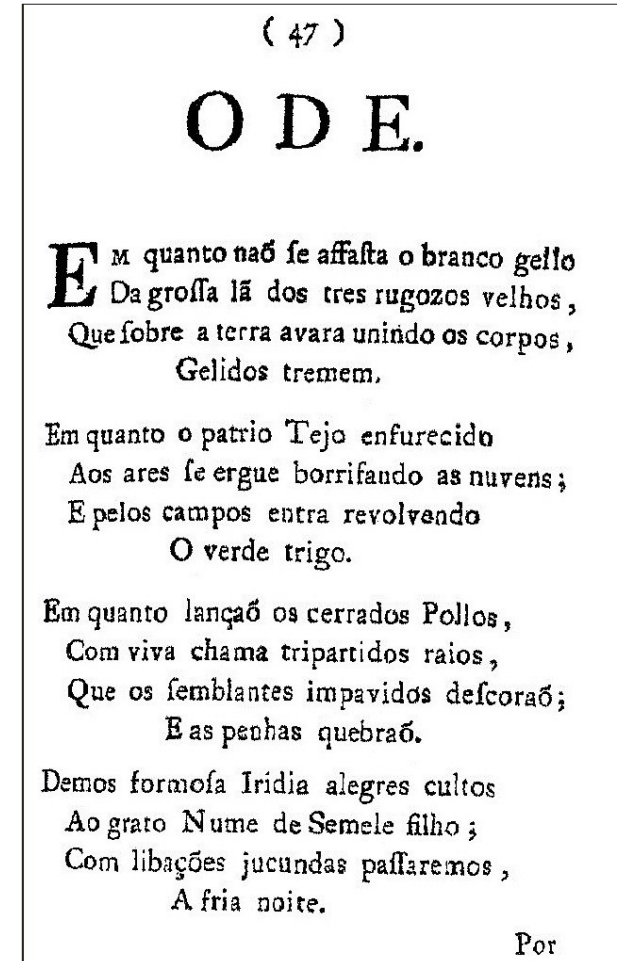 ( 47 )
O D E.
EM quanto naõ ſe affaſta o branco gello
Da groſſa lã dos tres rugozos velhos,
Que ſobre a terra avara unindo os corpos,
Gelidos tremem.
Em quanto o patrio Tejo enfurecido
Aos ares ſe ergue borrifando as nuvens;
E pelos campos entra revolvendo
O verde trigo.
Em quanto lançaõ os cerrados Pollos,
Com viva chama tripartidos raios,
Que os ſemblantes impavidos deſcoraõ;
E as penhas quebraõ.
Demos formoſa Iridia alegres cultos
Ao grato Nume de Semele filho;
Com libações jucundas paſſaremos,
A fria noite.
Por